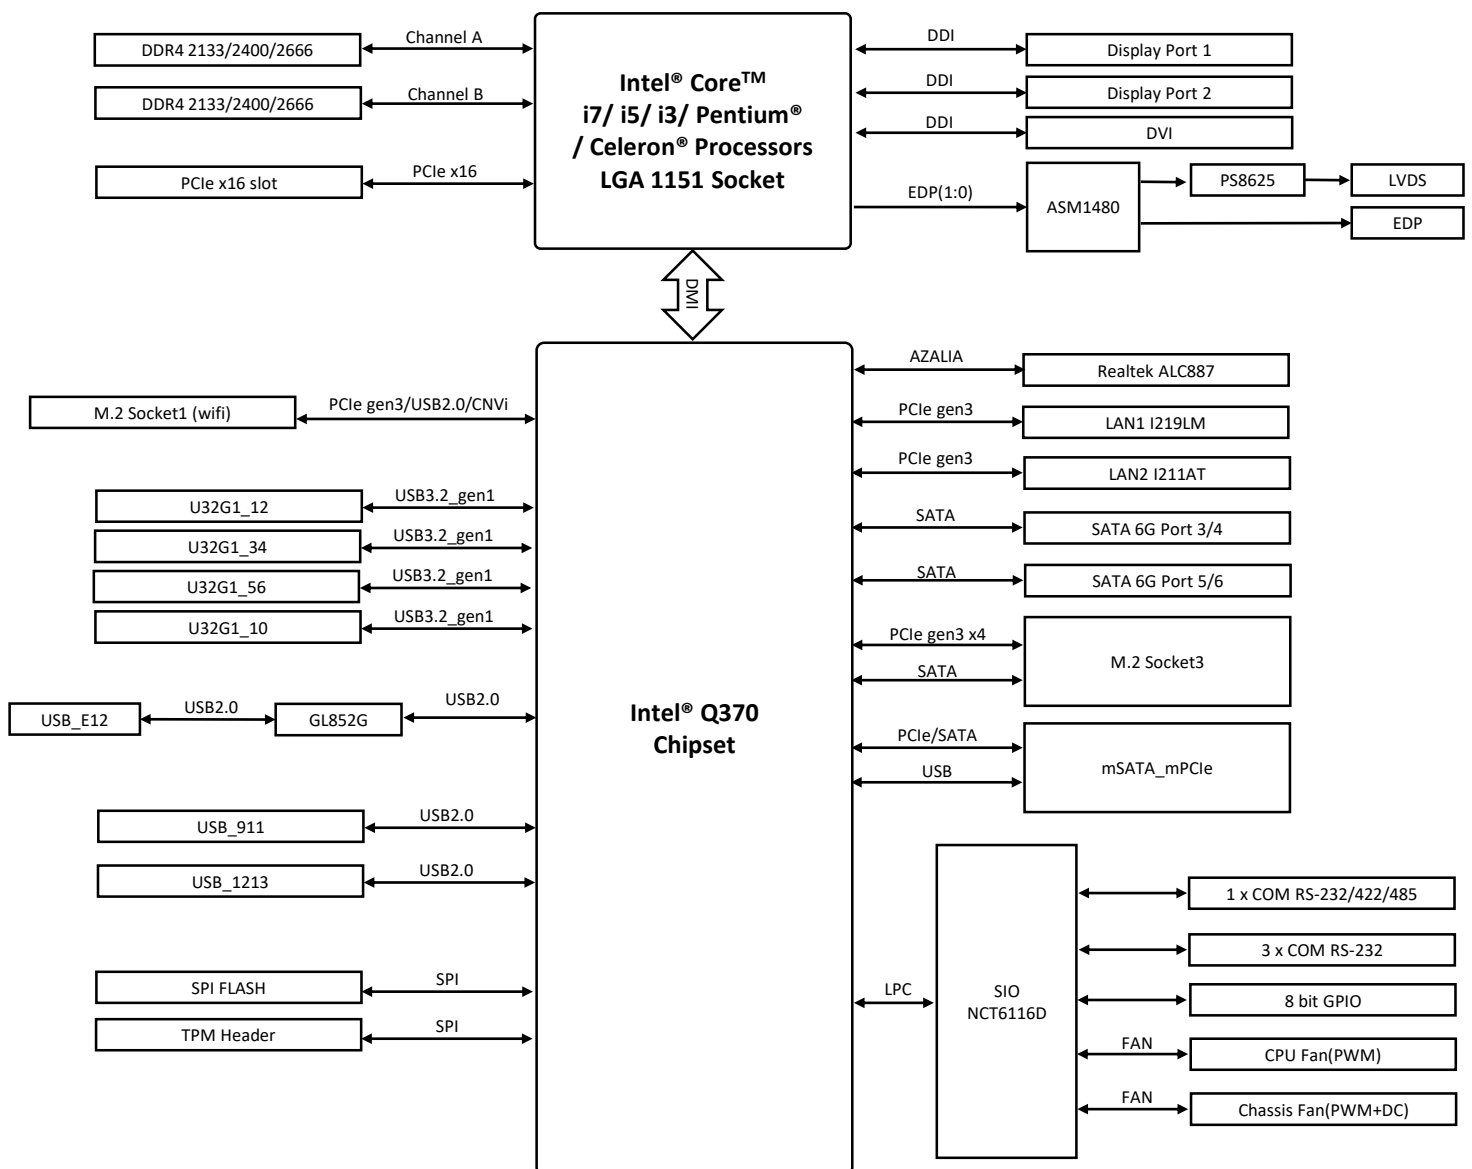 DDR4 2133/2400/2666
Channel A
DDR4 2133/2400/2666
Channel B
PCIe x16 slot
PCIe x16
Intel® Core™
i7/ i5/ i3/ Pentium®
/ Celeron® Processors
LGA 1151 Socket
DDI
Display Port 1
DDI
Display Port 2
DDI
DVI
EDP(1:0)
ASM1480
PS8625
LVDS
EDP
DMI
M.2 Socket1 (wifi)
PCIe gen3/USB2.0/CNVi
U32G1_12
USB3.2_gen1
U32G1_34
USB3.2_gen1
U32G1_56
USB3.2_gen1
U32G1_10
USB3.2_gen1
USB_E12
USB2.0
GL852G
USB2.0
USB_911
USB2.0
USB_1213
USB2.0
SPI FLASH
SPI
TPM Header
SPI
Intel® Q370
Chipset
AZALIA
Realtek ALC887
PCIe gen3
LAN1 I219LM
PCIe gen3
LAN2 I211AT
SATA
SATA 6G Port 3/4
SATA
SATA 6G Port 5/6
PCIe gen3 x4
SATA
M.2 Socket3
PCIe/SATA
USB
mSATA_mPCIe
LPC
SIO
NCT6116D
1 x COM RS-232/422/485
3 x COM RS-232
8 bit GPIO
FAN
CPU Fan(PWM)
FAN
Chassis Fan(PWM+DC)